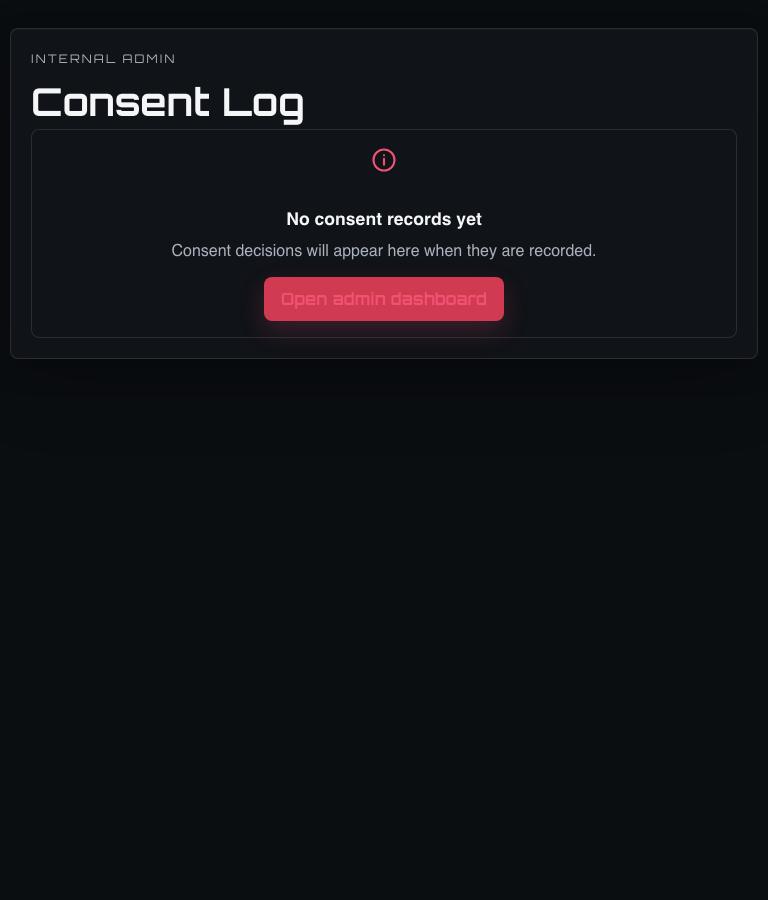 INTERNAL ADMIN
Consent Log
No consent records yet
Consent decisions will appear here when they are recorded.
Open admin dashboard